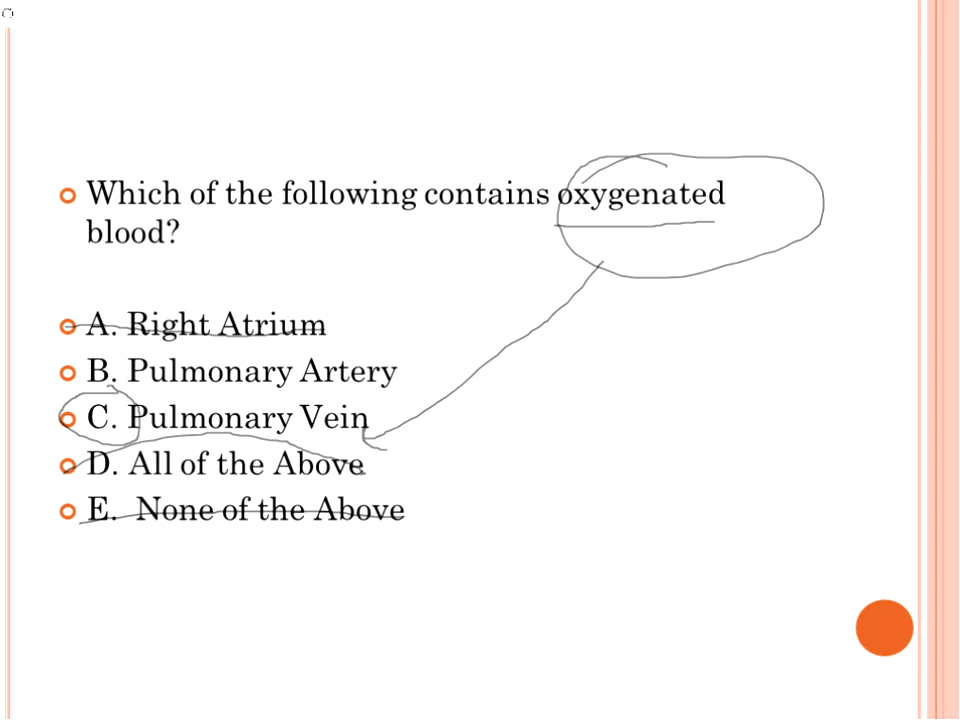 Which of the following contains oxygenated
blood?
A. Right Atrium
B. Pulmonary Artery
C. Pulmonary Vein
D. All of the Above
E. None of the Above